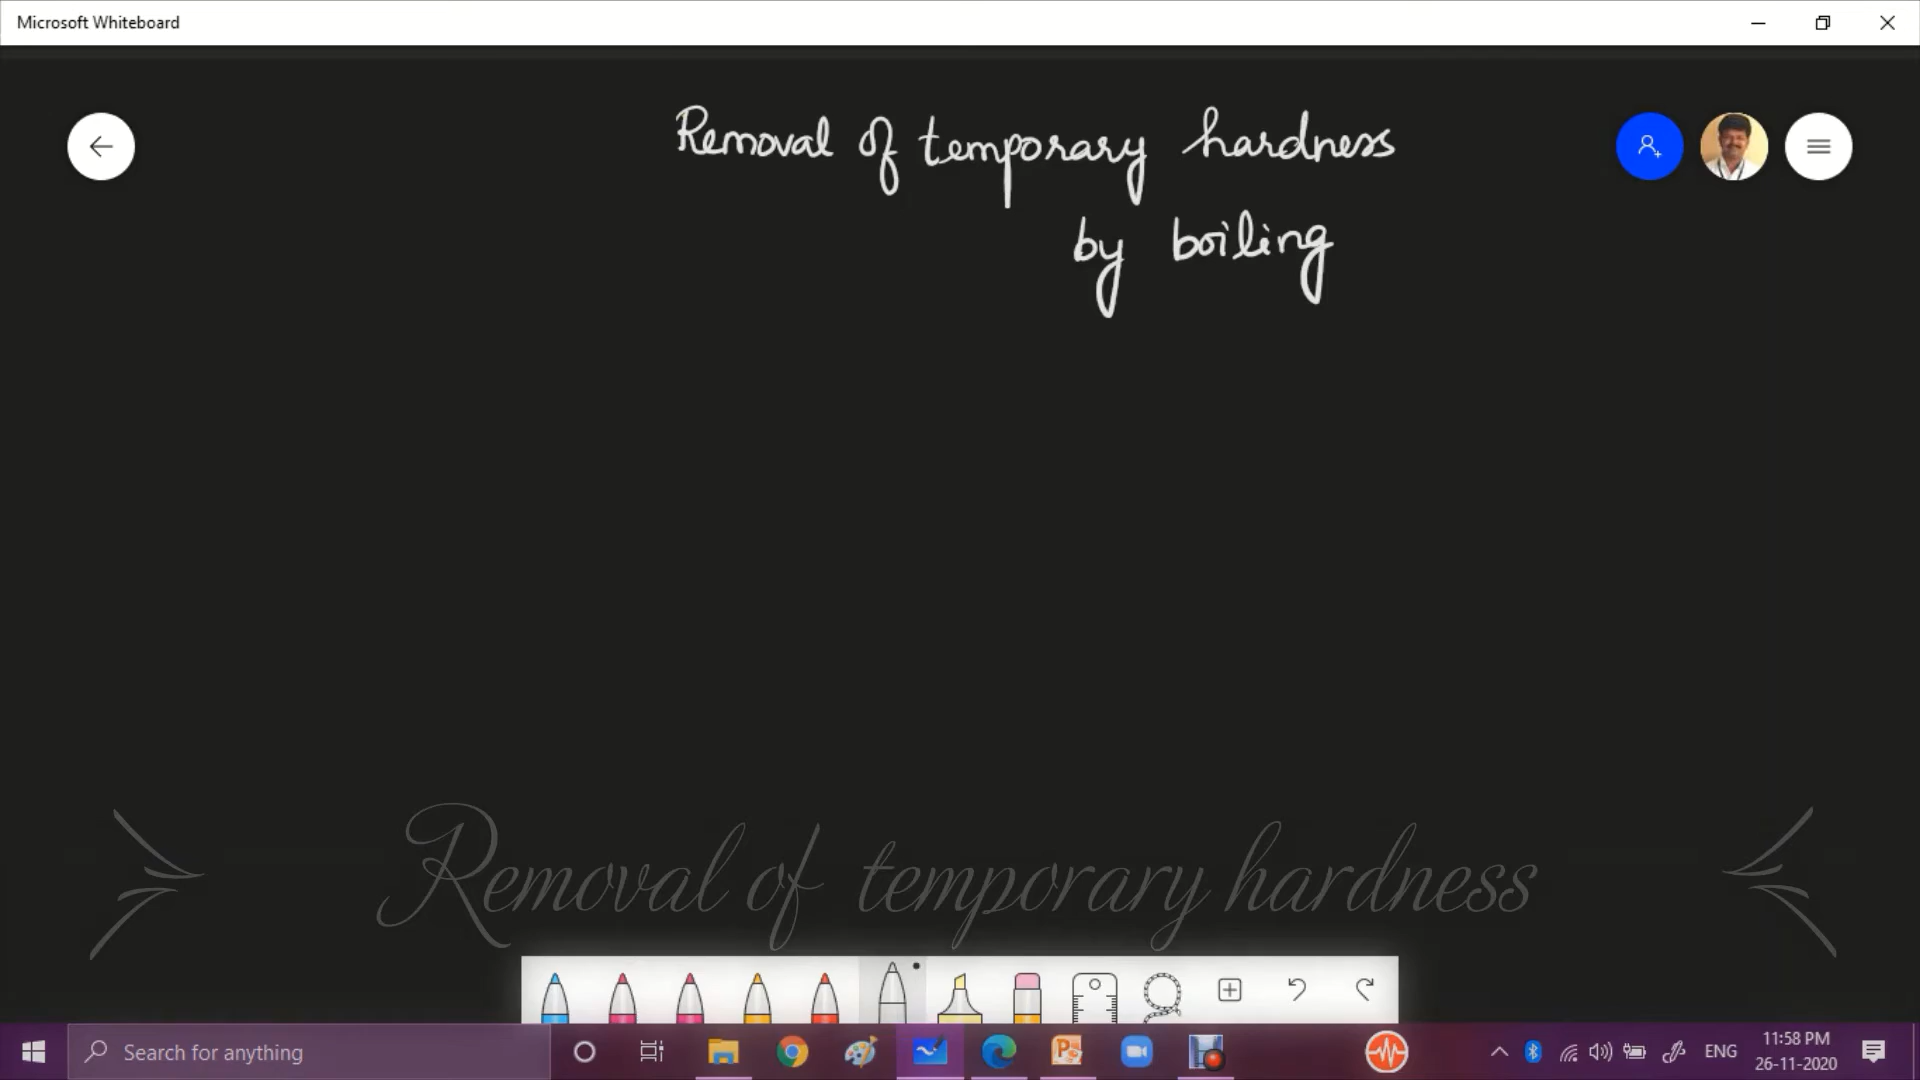 Microsoft Whiteboard
Removal of temporary hardness
by boiling
Removal of temporary hardness
Search for anything
ENG
11:58 PM
26-11-2020